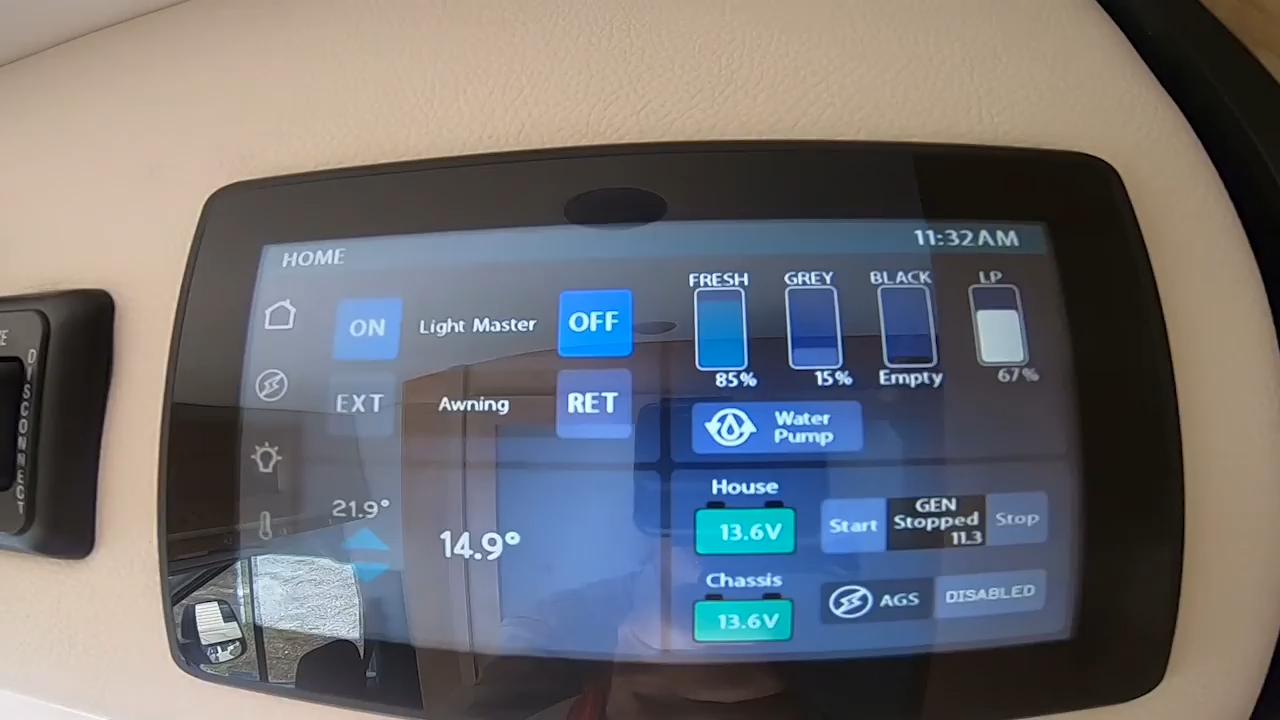 HOME
11:32AM
ON
Light Master
OFF
EXT
Awning
RET
21.9°
14.9°
FRESH
GREY
BLACK
LP
85%
15%
Empty
67%
Water
Pump
House
13.6V
Start
GEN
Stopped
11.3
Stop
Chassis
13.6V
AGS
DISABLED
DISCONNECT